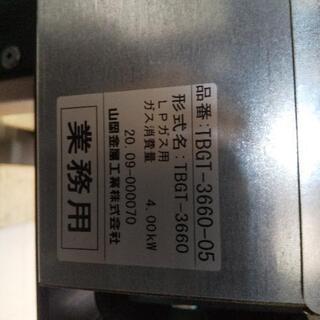 品番:TBGT-3660-05
形式名:TBGT-3660
LPガス用
ガス消費量 4.00kW
20.09-000070
山岡金属工業株式会社
業務用